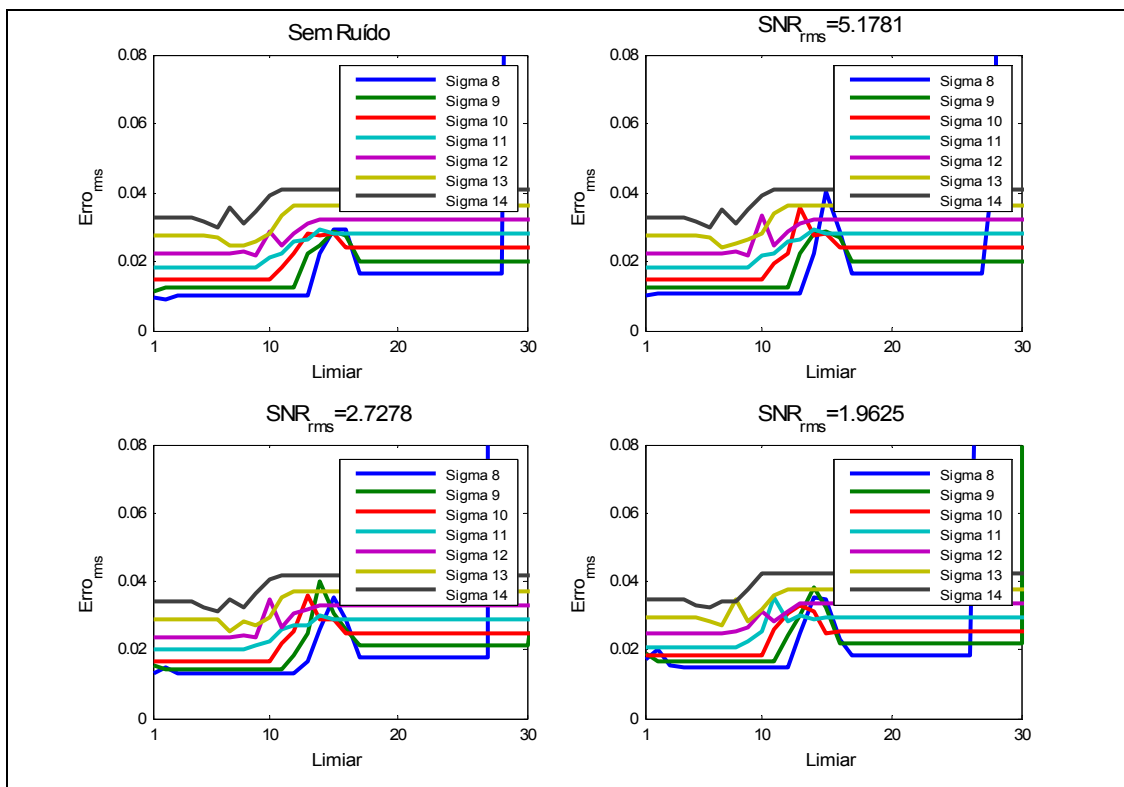 Sem Ruído
0.08
0.06
0.04
0.02
0
Erro_rms
1
10
20
30
Limiar
Sigma 8
Sigma 9
Sigma 10
Sigma 11
Sigma 12
Sigma 13
Sigma 14
SNR_rms=5.1781
0.08
0.06
0.04
0.02
0
Erro_rms
1
10
20
30
Limiar
Sigma 8
Sigma 9
Sigma 10
Sigma 11
Sigma 12
Sigma 13
Sigma 14
SNR_rms=2.7278
0.08
0.06
0.04
0.02
0
Erro_rms
1
10
20
30
Limiar
Sigma 8
Sigma 9
Sigma 10
Sigma 11
Sigma 12
Sigma 13
Sigma 14
SNR_rms=1.9625
0.08
0.06
0.04
0.02
0
Erro_rms
1
10
20
30
Limiar
Sigma 8
Sigma 9
Sigma 10
Sigma 11
Sigma 12
Sigma 13
Sigma 14